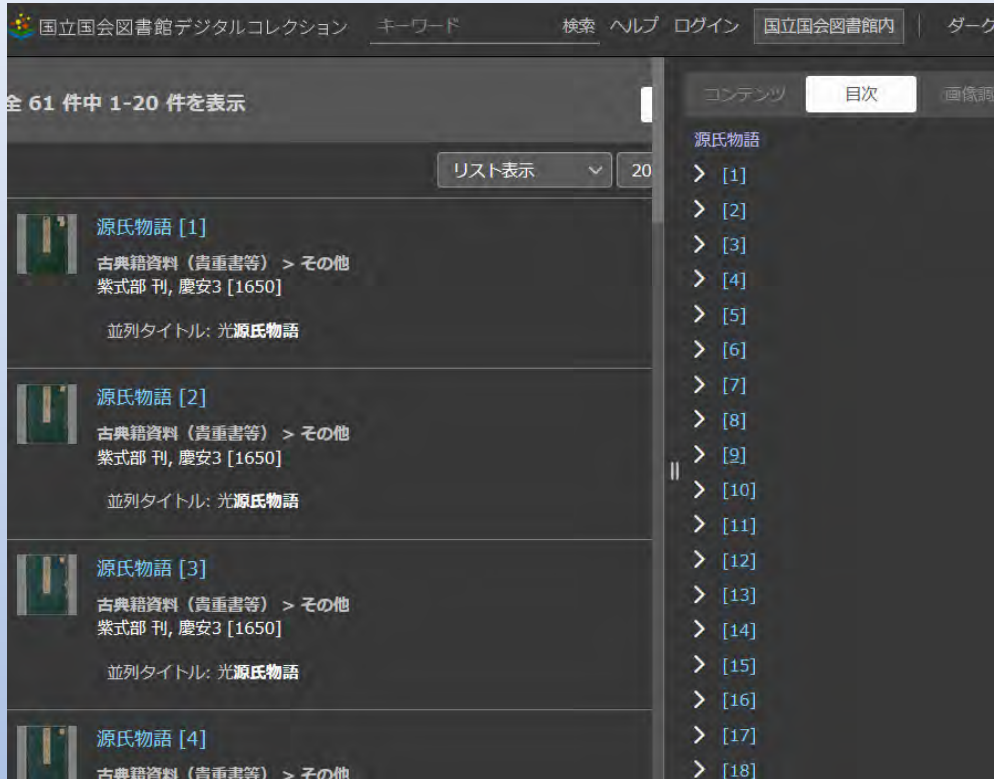 国立国会図書館デジタルコレクション キーワード 検索 ヘルプ ログイン 国立国会図書館内 ダーク
全 61 件中 1-20 件を表示
リスト表示 20
源氏物語 [1]
古典籍資料（貴重書等） > その他
紫式部 刊, 慶安3 [1650]
並列タイトル: 光源氏物語
源氏物語 [2]
古典籍資料（貴重書等） > その他
紫式部 刊, 慶安3 [1650]
並列タイトル: 光源氏物語
源氏物語 [3]
古典籍資料（貴重書等） > その他
紫式部 刊, 慶安3 [1650]
並列タイトル: 光源氏物語
源氏物語 [4]
古典籍資料（貴重書等） > その他
コンテンツ 目次 画像調
源氏物語
[1]
[2]
[3]
[4]
[5]
[6]
[7]
[8]
[9]
[10]
[11]
[12]
[13]
[14]
[15]
[16]
[17]
[18]